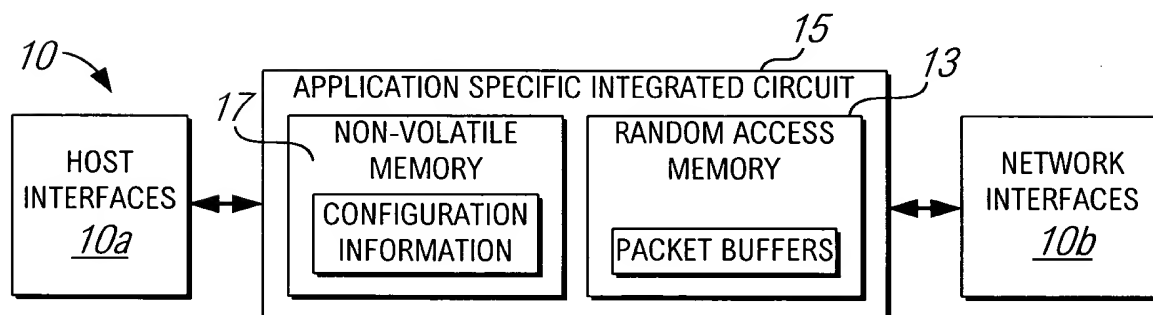 10
15
13
APPLICATION SPECIFIC INTEGRATED CIRCUIT
17
HOST
INTERFACES
10a
NON-VOLATILE
MEMORY
CONFIGURATION
INFORMATION
RANDOM ACCESS
MEMORY
PACKET BUFFERS
NETWORK
INTERFACES
10b